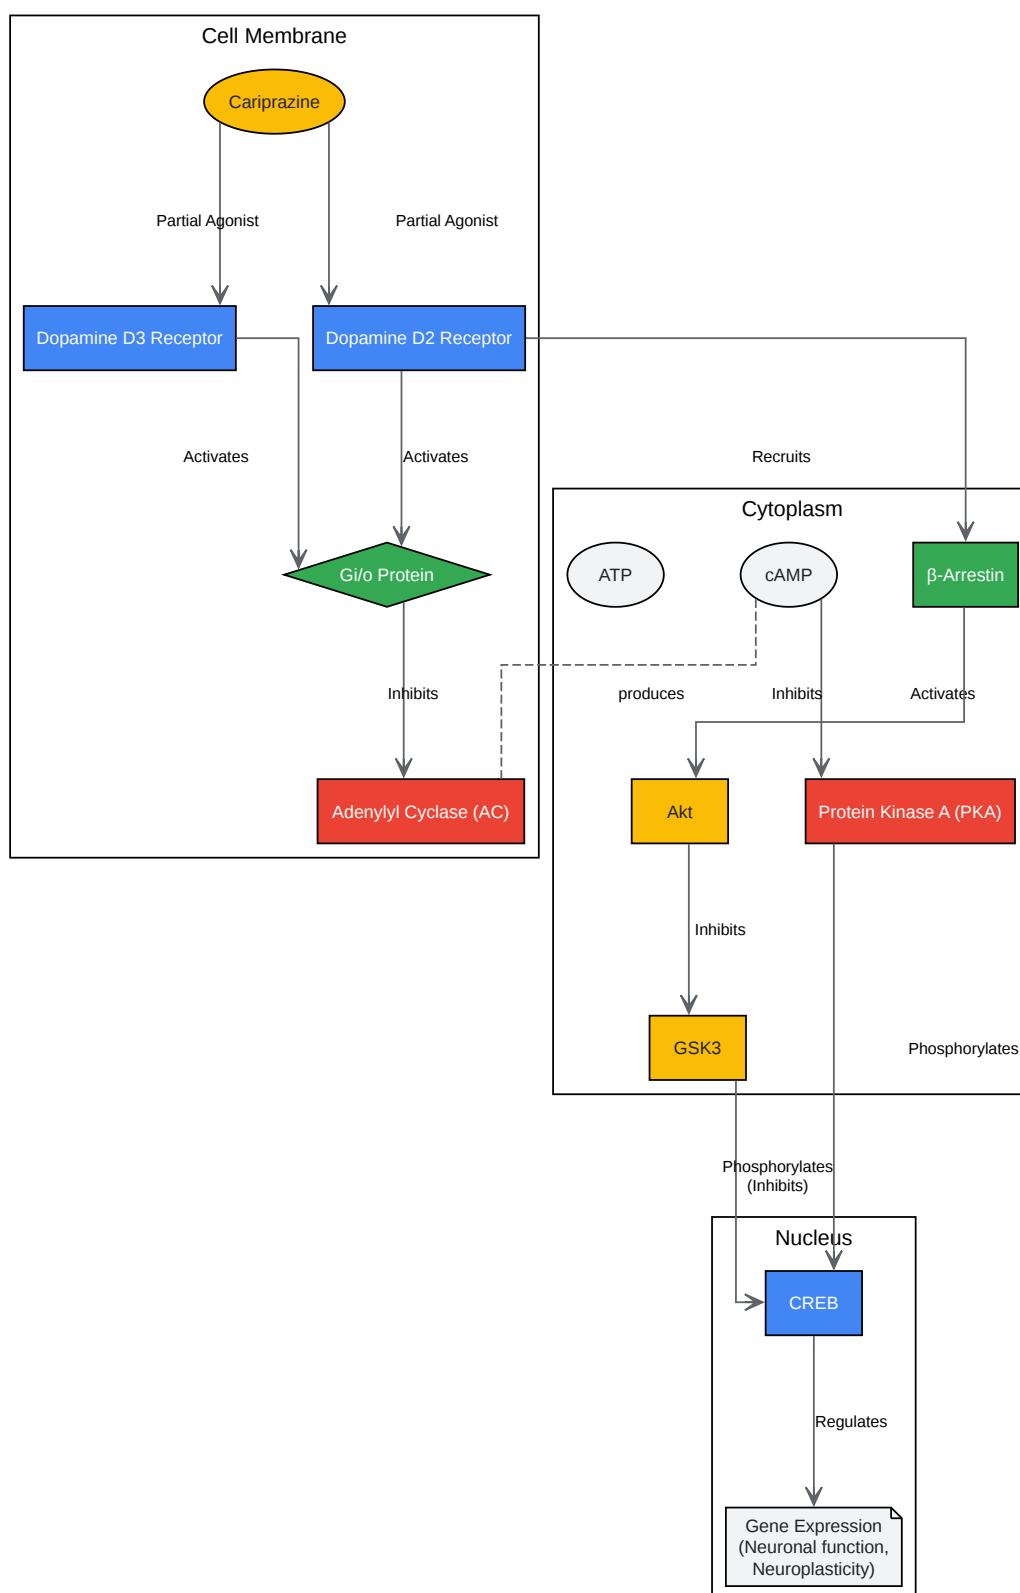 Cell Membrane
Cariprazine
Partial Agonist
Partial Agonist
Dopamine D3 Receptor
Dopamine D2 Receptor
Activates
Activates
Recruits
Cytoplasm
Gi/o Protein
ATP
cAMP
β-Arrestin
Inhibits
produces
Inhibits
Activates
Adenylyl Cyclase (AC)
Akt
Protein Kinase A (PKA)
Inhibits
GSK3
Phosphorylates
Phosphorylates
(Inhibits)
Nucleus
CREB
Regulates
Gene Expression
(Neuronal function,
Neuroplasticity)